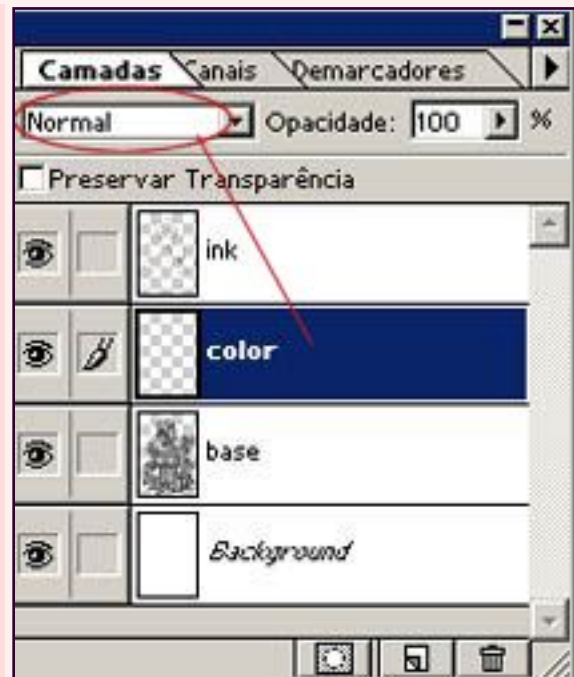 Camadas Canais Demarcadores
Normal Opacidade: 100 %
Preservar Transparência
ink
color
base
Background